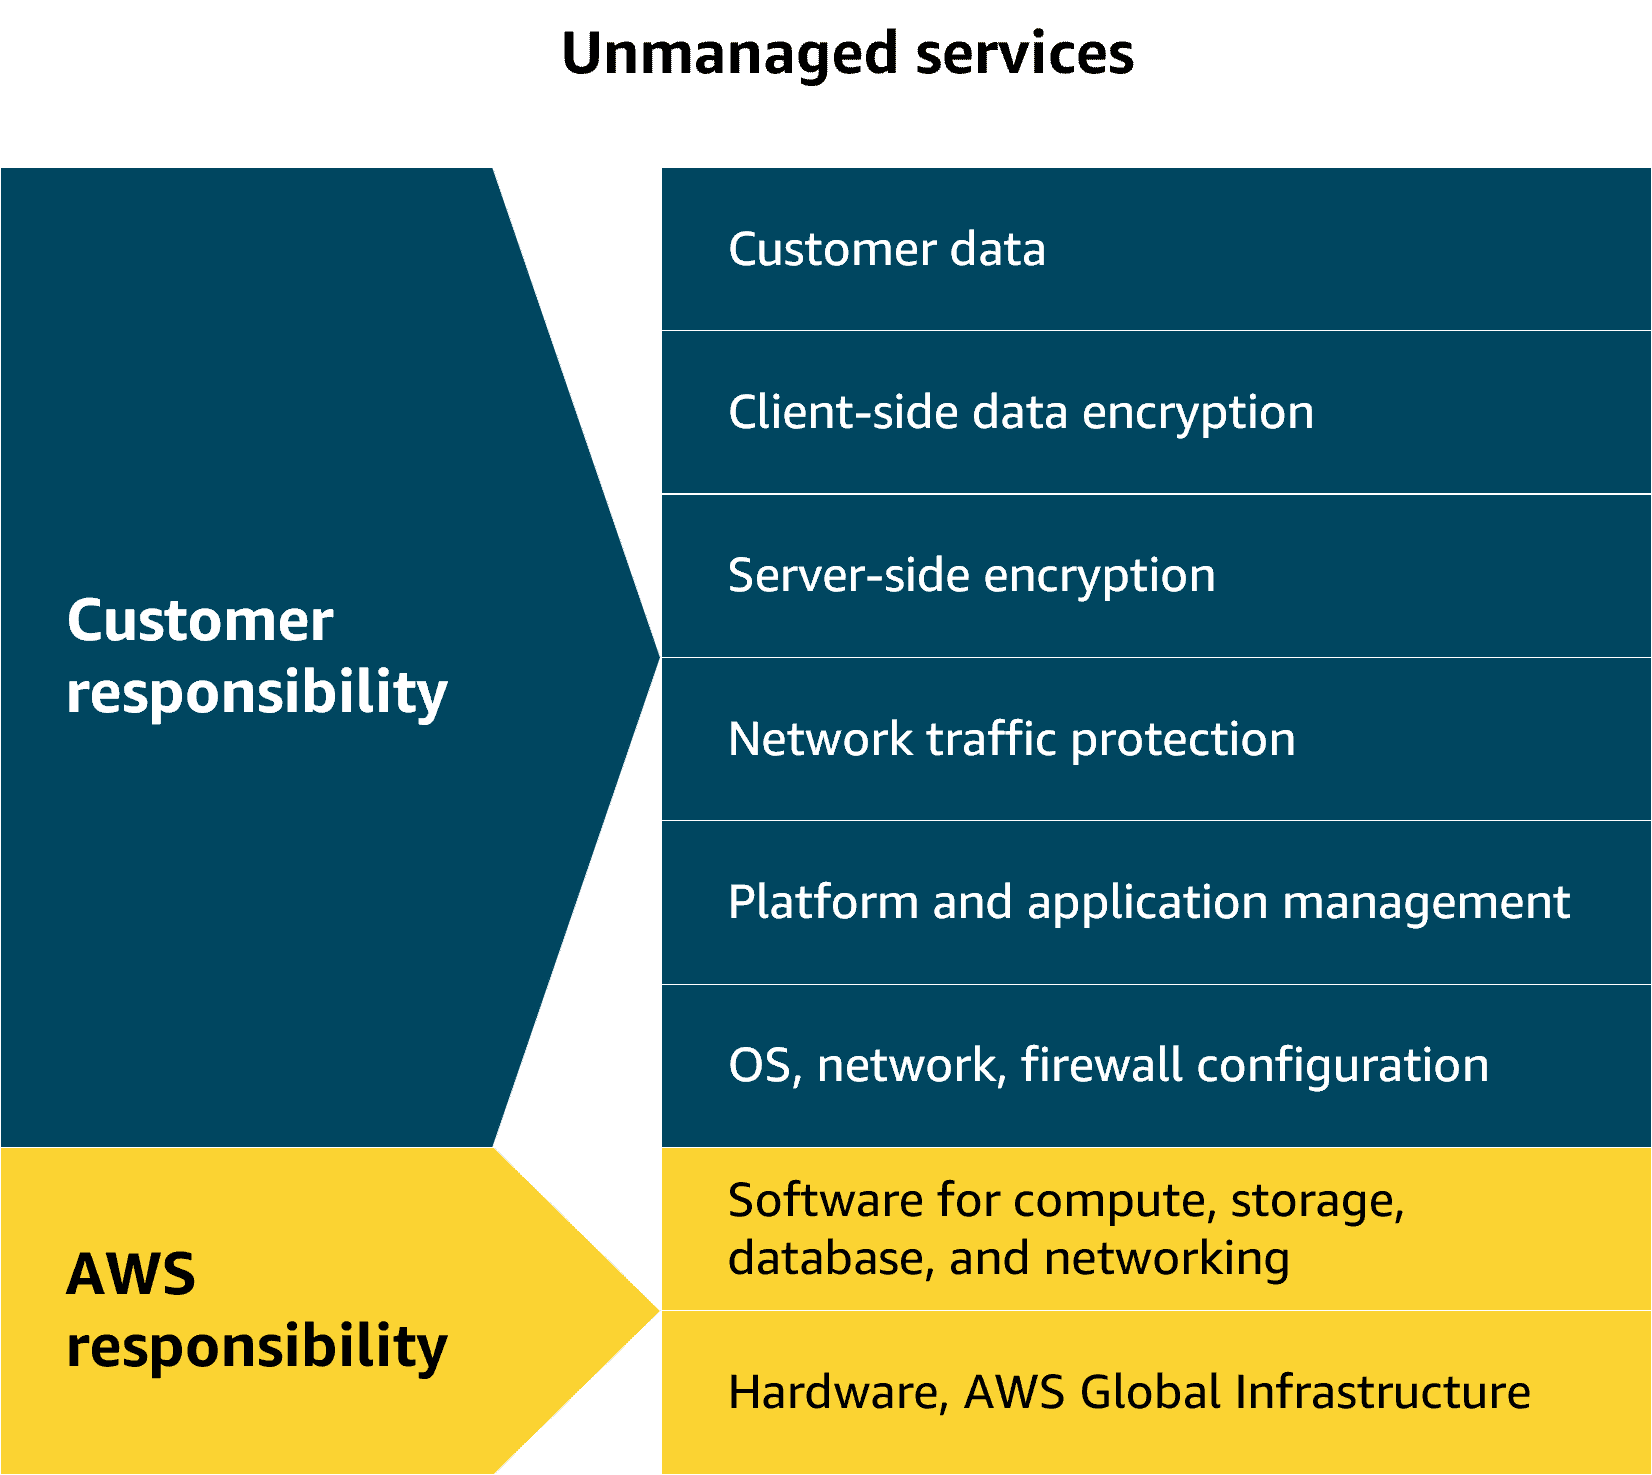 Unmanaged services
Customer
responsibility
Customer data
Client-side data encryption
Server-side encryption
Network traffic protection
Platform and application management
OS, network, firewall configuration
AWS
responsibility
Software for compute, storage,
database, and networking
Hardware, AWS Global Infrastructure